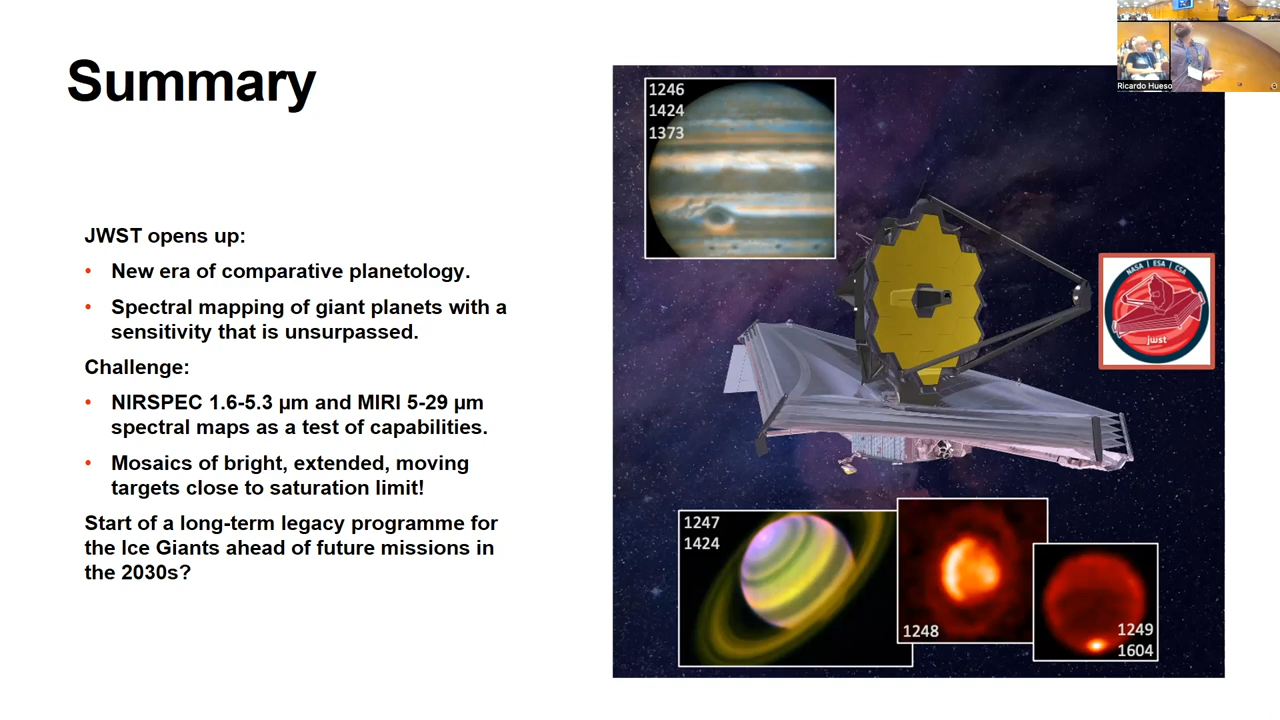 Summary
JWST opens up:
• New era of comparative planetology.
• Spectral mapping of giant planets with a
sensitivity that is unsurpassed.
Challenge:
• NIRSPEC 1.6-5.3 µm and MIRI 5-29 µm
spectral maps as a test of capabilities.
• Mosaics of bright, extended, moving
targets close to saturation limit!
Start of a long-term legacy programme for
the Ice Giants ahead of future missions in
the 2030s?
1246
1424
1373
Ricardo Hueso
NASA | ESA | CSA
jwst
1247
1424
1248
1249
1604